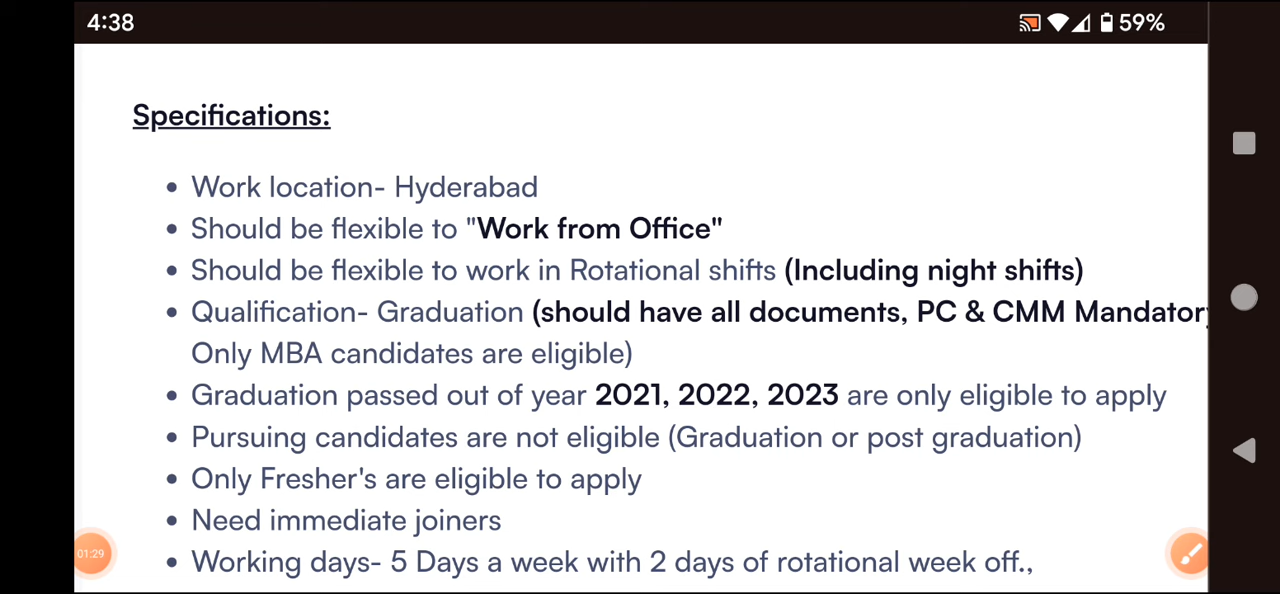 4:38
59%
Specifications:
• Work location- Hyderabad
• Should be flexible to "Work from Office"
• Should be flexible to work in Rotational shifts (Including night shifts)
• Qualification- Graduation (should have all documents, PC & CMM Mandatory
Only MBA candidates are eligible)
• Graduation passed out of year 2021, 2022, 2023 are only eligible to apply
• Pursuing candidates are not eligible (Graduation or post graduation)
• Only Fresher's are eligible to apply
• Need immediate joiners
01:29
• Working days- 5 Days a week with 2 days of rotational week off.,